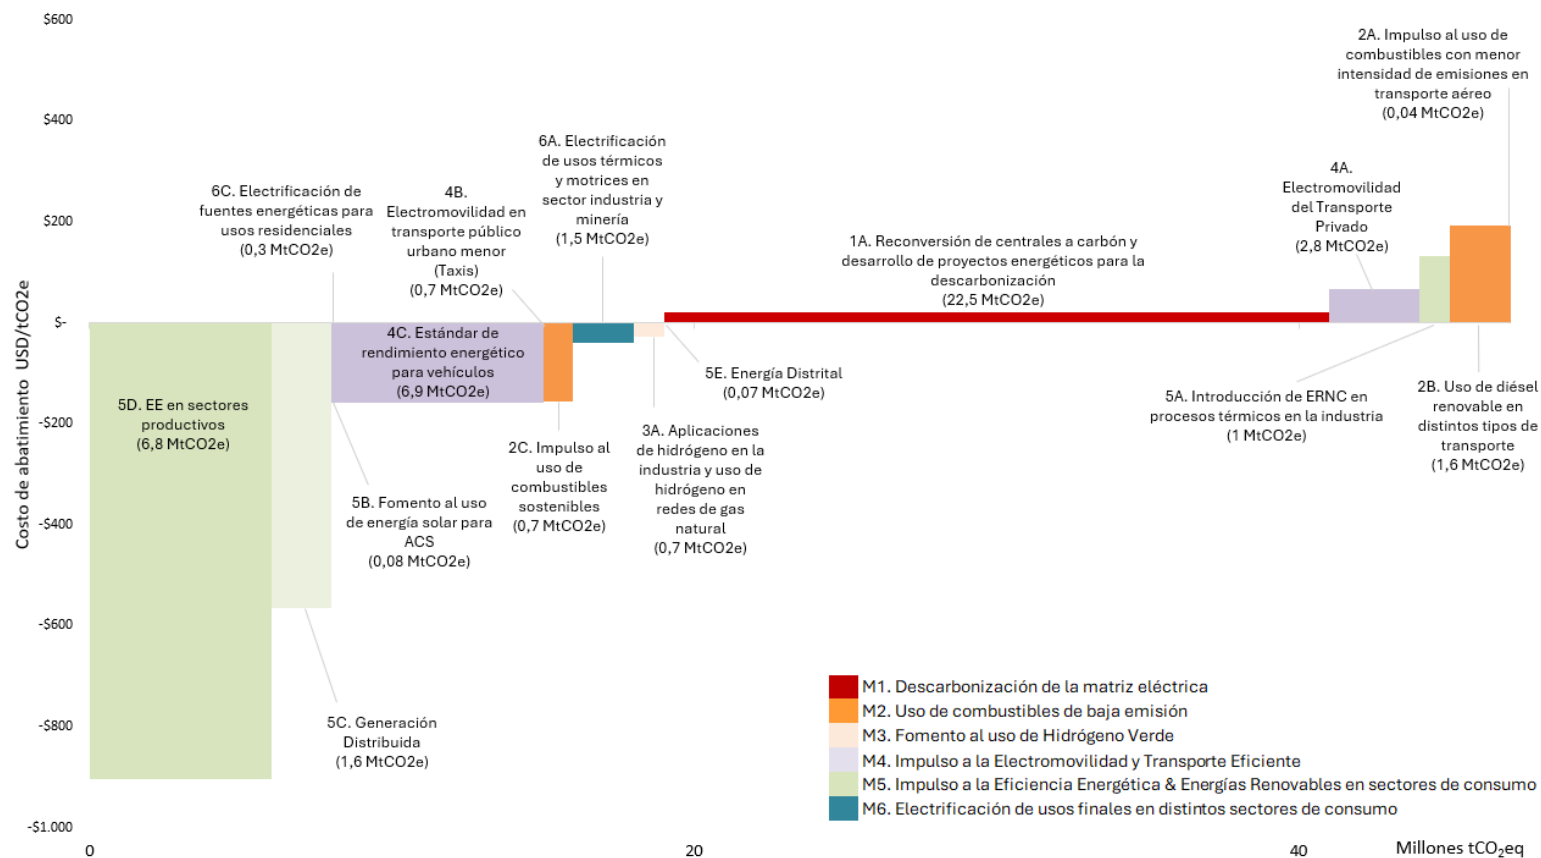 $600
$400
$200
$-
-$200
-$400
-$600
-$800
-$1.000
Costo de abatimiento USD/tCO2e
0
20
40
Millones tCO₂eq
5D. EE en sectores
productivos
(6,8 MtCO2e)
5C. Generación
Distribuida
(1,6 MtCO2e)
6C. Electrificación de
fuentes energéticas para
usos residenciales
(0,3 MtCO2e)
5B. Fomento al uso
de energía solar para
ACS
(0,08 MtCO2e)
4C. Estándar de
rendimiento energético
para vehículos
(6,9 MtCO2e)
4B.
Electromovilidad en
transporte público
urbano menor
(Taxis)
(0,7 MtCO2e)
2C. Impulso al
uso de
combustibles
sostenibles
(0,7 MtCO2e)
6A. Electrificación
de usos térmicos
y motrices en
sector industria y
minería
(1,5 MtCO2e)
3A. Aplicaciones
de hidrógeno en la
industria y uso de
hidrógeno en
redes de gas
natural
(0,7 MtCO2e)
5E. Energía Distrital
(0,07 MtCO2e)
1A. Reconversión de centrales a carbón y
desarrollo de proyectos energéticos para la
descarbonización
(22,5 MtCO2e)
4A.
Electromovilidad
del Transporte
Privado
(2,8 MtCO2e)
5A. Introducción de ERNC en
procesos térmicos en la industria
(1 MtCO2e)
2B. Uso de diésel
renovable en
distintos tipos de
transporte
(1,6 MtCO2e)
2A. Impulso al uso de
combustibles con menor
intensidad de emisiones en
transporte aéreo
(0,04 MtCO2e)
M1. Descarbonización de la matriz eléctrica
M2. Uso de combustibles de baja emisión
M3. Fomento al uso de Hidrógeno Verde
M4. Impulso a la Electromovilidad y Transporte Eficiente
M5. Impulso a la Eficiencia Energética & Energías Renovables en sectores de consumo
M6. Electrificación de usos finales en distintos sectores de consumo